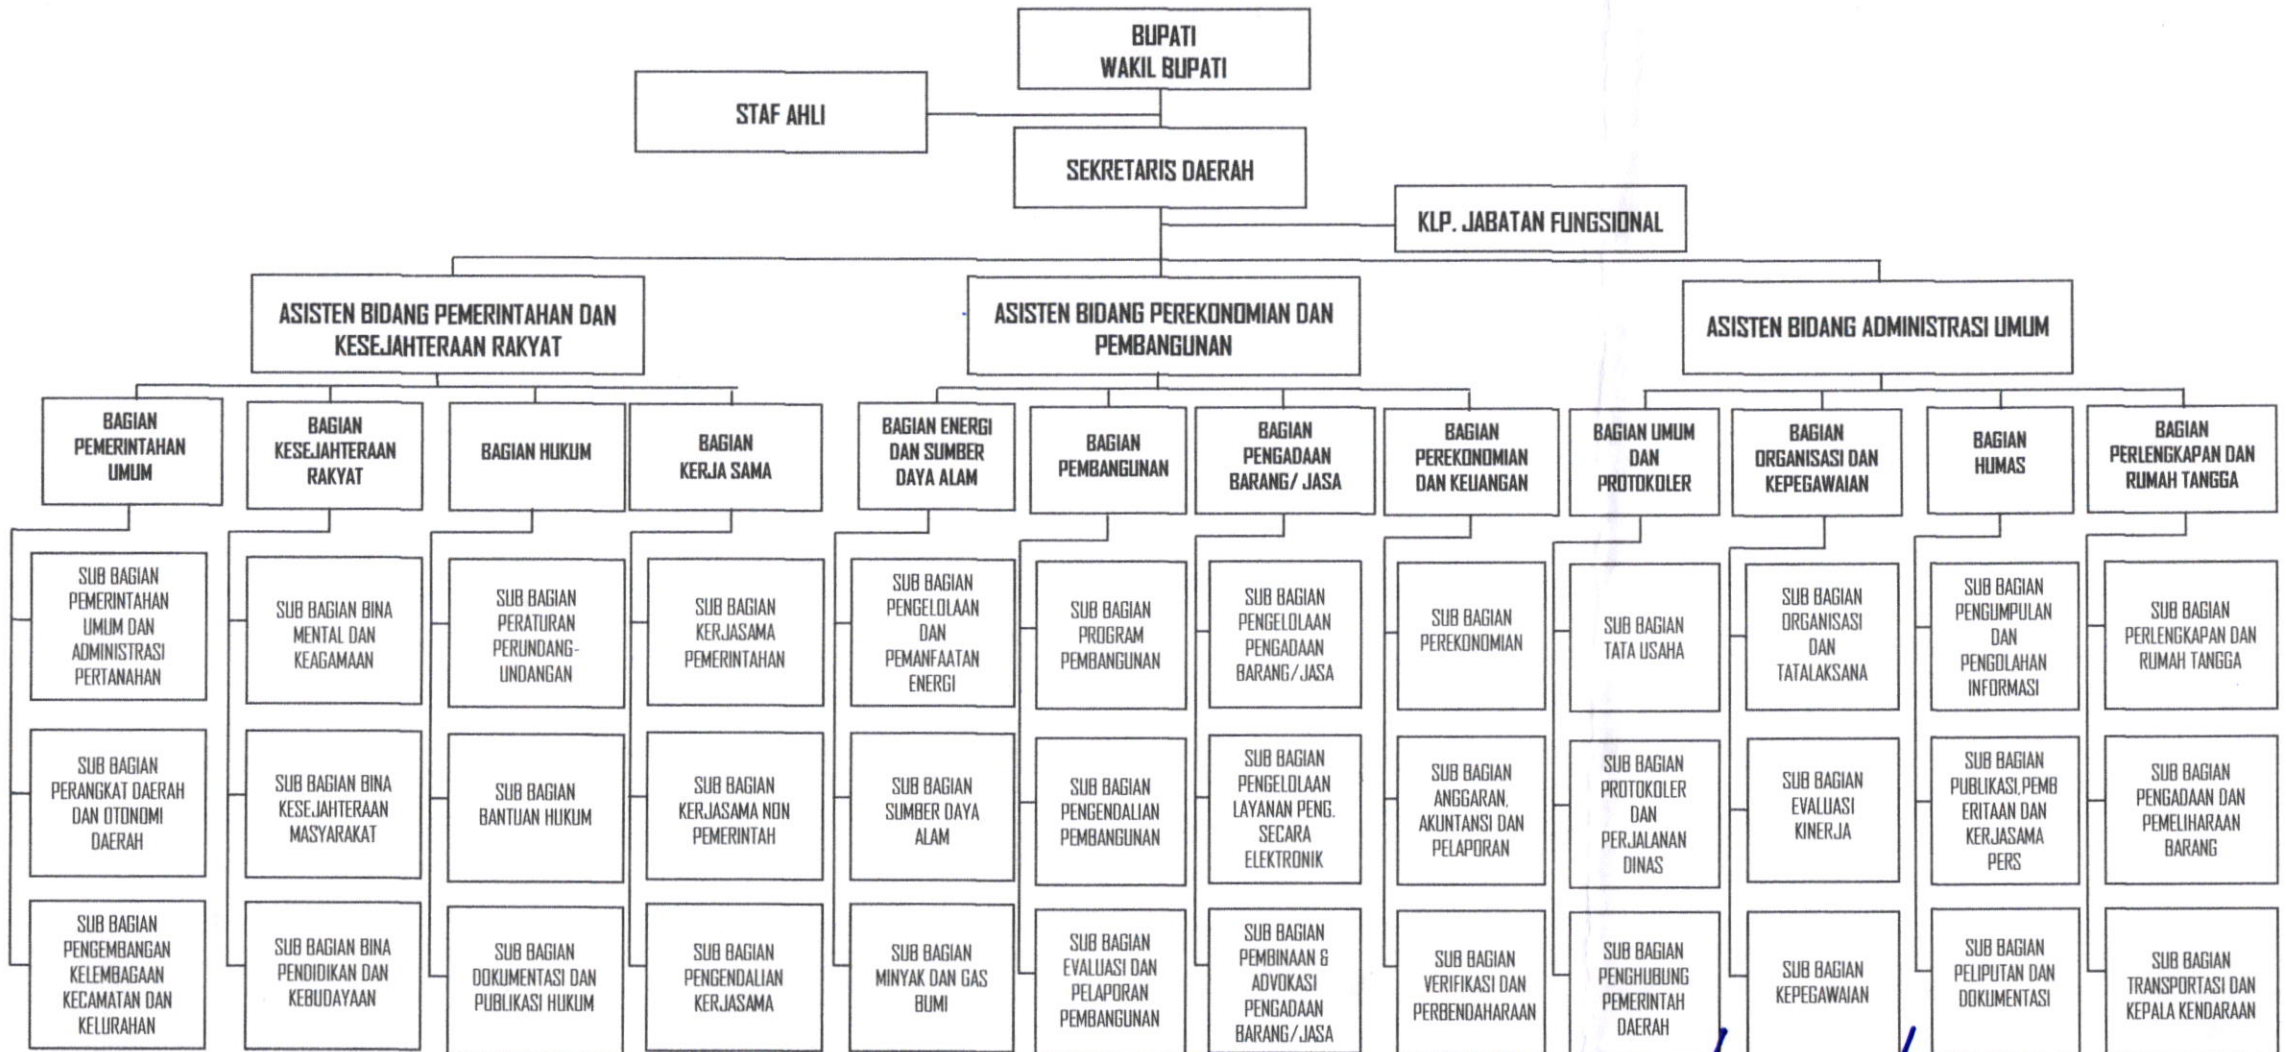 BUPATI
WAKIL BUPATI
STAF AHLI
SEKRETARIS DAERAH
KLP. JABATAN FUNGSIONAL
ASISTEN BIDANG PEMERINTAHAN DAN
KESEJAHTERAAN RAKYAT
ASISTEN BIDANG PEREKONOMIAN DAN
PEMBANGUNAN
ASISTEN BIDANG ADMINISTRASI UMUM
BAGIAN
PEMERINTAHAN
UMUM
BAGIAN
KESEJAHTERAAN
RAKYAT
BAGIAN HUKUM
BAGIAN
KERJA SAMA
BAGIAN ENERGI
DAN SUMBER
DAYA ALAM
BAGIAN
PEMBANGUNAN
BAGIAN
PENGADAAN
BARANG/ JASA
BAGIAN
PEREKONOMIAN
DAN KEUANGAN
BAGIAN UMUM
DAN
PROTOKOLER
BAGIAN
ORGANISASI DAN
KEPEGAWAIAN
BAGIAN
HUMAS
BAGIAN
PERLENGKAPAN DAN
RUMAH TANGGA
SUB BAGIAN
PEMERINTAHAN
UMUM DAN
ADMINISTRASI
PERTANAHAN
SUB BAGIAN BINA
MENTAL DAN
KEAGAMAAN
SUB BAGIAN
PERATURAN
PERUNDANG-
UNDANGAN
SUB BAGIAN
KERJASAMA
PEMERINTAHAN
SUB BAGIAN
PENGELOLAAN
DAN
PEMANFAATAN
ENERGI
SUB BAGIAN
PROGRAM
PEMBANGUNAN
SUB BAGIAN
PENGELOLAAN
PENGADAAN
BARANG/JASA
SUB BAGIAN
PEREKONOMIAN
SUB BAGIAN
TATA USAHA
SUB BAGIAN
ORGANISASI
DAN
TATALAKSANA
SUB BAGIAN
PENGUMPULAN
DAN
PENGOLAHAN
INFORMASI
SUB BAGIAN
PERLENGKAPAN DAN
RUMAH TANGGA
SUB BAGIAN
PERANGKAT DAERAH
DAN OTONOMI
DAERAH
SUB BAGIAN BINA
KESEJAHTERAAN
MASYARAKAT
SUB BAGIAN
BANTUAN HUKUM
SUB BAGIAN
KERJASAMA NON
PEMERINTAH
SUB BAGIAN
SUMBER DAYA
ALAM
SUB BAGIAN
PENGENDALIAN
PEMBANGUNAN
SUB BAGIAN
PENGELOLAAN
LAYANAN PENG.
SECARA
ELEKTRONIK
SUB BAGIAN
ANGGARAN,
AKUNTANSI DAN
PELAPORAN
SUB BAGIAN
PROTOKOLER
DAN
PERJALANAN
DINAS
SUB BAGIAN
EVALUASI
KINERJA
SUB BAGIAN
PUBLIKASI,PEMB
ERITAAN DAN
KERJASAMA
PERS
SUB BAGIAN
PENGADAAN DAN
PEMELIHARAAN
BARANG
SUB BAGIAN
PENGEMBANGAN
KELEMBAGAAN
KECAMATAN DAN
KELURAHAN
SUB BAGIAN BINA
PENDIDIKAN DAN
KEBUDAYAAN
SUB BAGIAN
DOKUMENTASI DAN
PUBLIKASI HUKUM
SUB BAGIAN
PENGENDALIAN
KERJASAMA
SUB BAGIAN
MINYAK DAN GAS
BUMI
SUB BAGIAN
EVALUASI DAN
PELAPORAN
PEMBANGUNAN
SUB BAGIAN
PEMBINAAN &
ADVOKASI
PENGADAAN
BARANG/JASA
SUB BAGIAN
VERIFIKASI DAN
PERBENDAHARAAN
SUB BAGIAN
PENGHUBUNG
PEMERINTAH
DAERAH
SUB BAGIAN
KEPEGAWAIAN
SUB BAGIAN
PELIPUTAN DAN
DOKUMENTASI
SUB BAGIAN
TRANSPORTASI DAN
KEPALA KENDARAAN